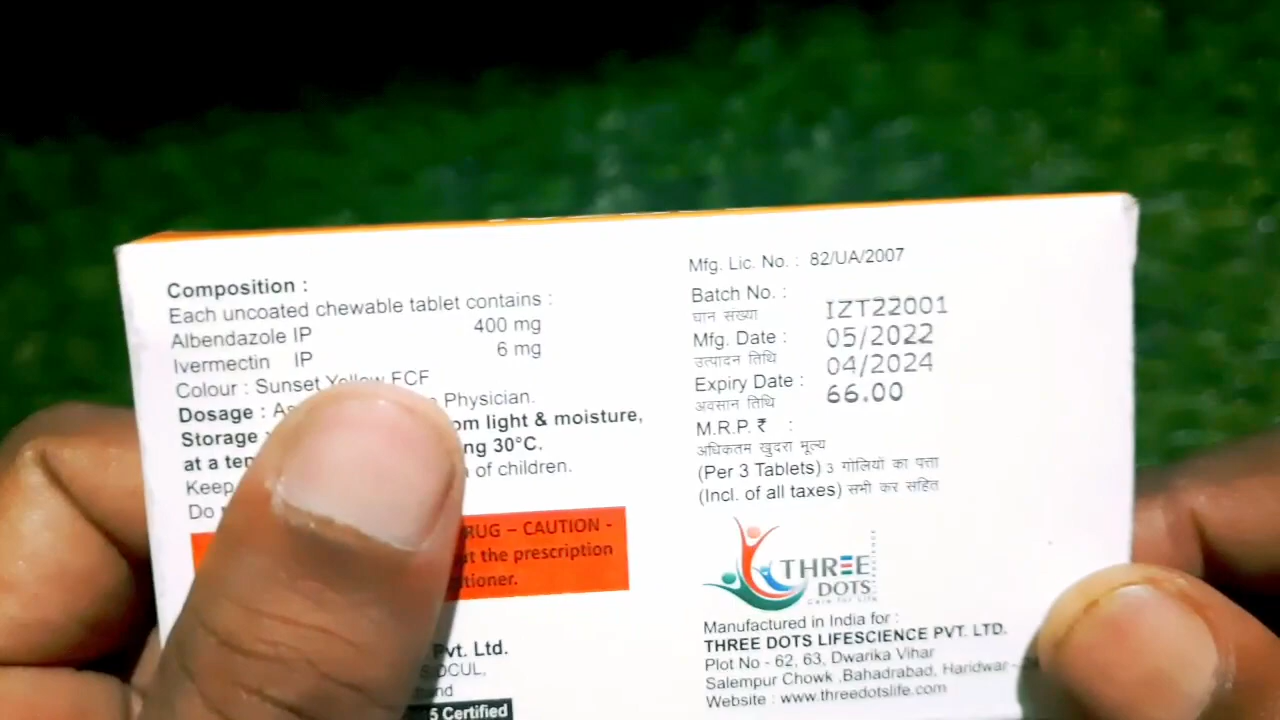 Composition :
Each uncoated chewable tablet contains :
Albendazole IP 400 mg
Ivermectin IP 6 mg
Colour : Sunset Yellow FCF
Dosage : As Physician.
Storage light & moisture,
at a 30°C.
Keep of children.
Do
CAUTION -
the prescription
Pvt. Ltd.
5 Certified
Mfg. Lic. No. : 82/UA/2007
Batch No. :
घान संख्या IZT22001
Mfg. Date : 05/2022
उत्पादन तिथि 04/2024
Expiry Date : 66.00
अवसान तिथि
M.R.P. ₹ :
अधिकतम खुदरा मूल्य
(Per 3 Tablets) 3 गोलियों का पत्ता
(Incl. of all taxes) सभी कर सहित
THREE
DOTS
Care for Life
Manufactured in India for :
THREE DOTS LIFESCIENCE PVT. LTD.
Plot No - 62, 63, Dwarika Vihar
Salempur Chowk ,Bahadrabad, Haridwar -
Website : www.threedotslife.com